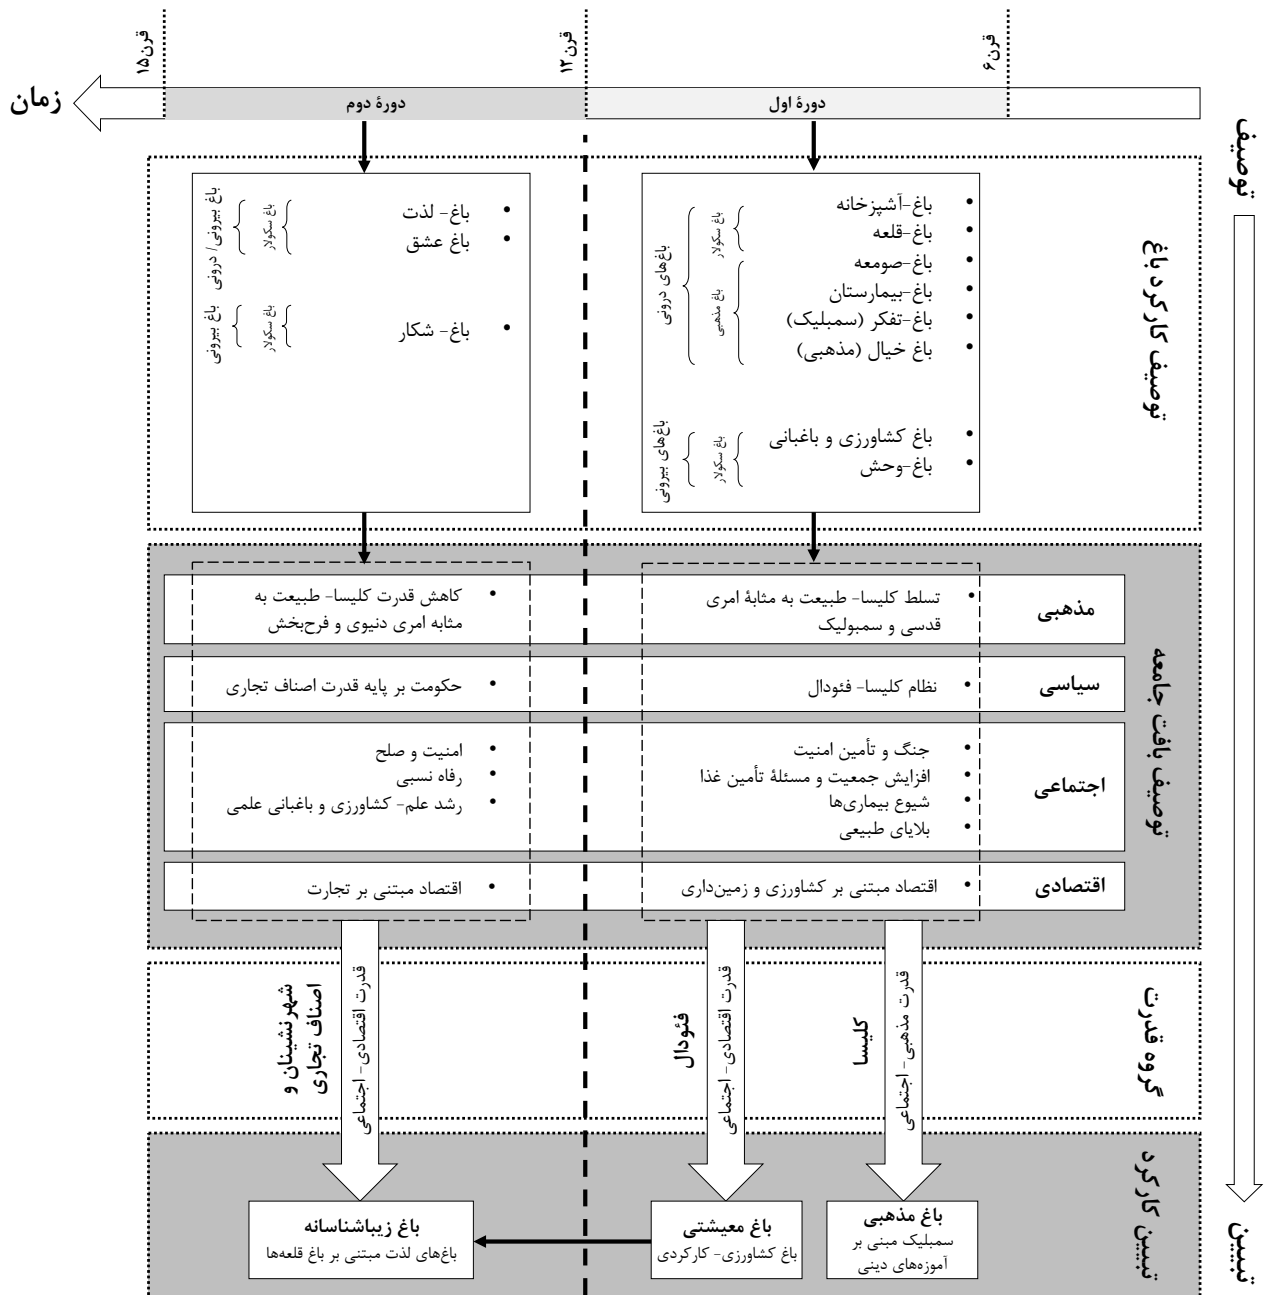 قرن۶
قرن۱۲
قرن۱۵
زمان
دورهٔ اول
دورهٔ دوم
توصیف
تبیین
توصیف کارکرد باغ
باغ-آشپزخانه
باغ-قلعه
باغ-صومعه
باغ-بیمارستان
باغ-تفکر (سمبلیک)
باغ خیال (مذهبی)
باغ سکولار
باغ مذهبی
باغ‌های درونی
باغ کشاورزی و باغبانی
باغ-وحش
باغ سکولار
باغ‌های بیرونی
باغ- لذت
باغ عشق
باغ سکولار
باغ بیرونی/ درونی
باغ- شکار
باغ سکولار
باغ بیرونی
توصیف بافت جامعه
مذهبی
تسلط کلیسا- طبیعت به مثابهٔ امری
قدسی و سمبولیک
کاهش قدرت کلیسا- طبیعت به
مثابه امری دنیوی و فرح‌بخش
سیاسی
نظام کلیسا- فئودال
حکومت بر پایه قدرت اصناف تجاری
اجتماعی
جنگ و تأمین امنیت
افزایش جمعیت و مسئلهٔ تأمین غذا
شیوع بیماری‌ها
بلایای طبیعی
امنیت و صلح
رفاه نسبی
رشد علم- کشاورزی و باغبانی علمی
اقتصادی
اقتصاد مبتنی بر کشاورزی و زمین‌داری
اقتصاد مبتنی بر تجارت
گروه قدرت
قدرت مذهبی- اجتماعی
کلیسا
قدرت اقتصادی- اجتماعی
فئودال
قدرت اقتصادی- اجتماعی
شهرنشینان و
اصناف تجاری
تبیین کارکرد
باغ مذهبی
سمبلیک مبنی بر
آموزه‌های دینی
باغ معیشتی
باغ کشاورزی- کارکردی
باغ زیباشناسانه
باغ‌های لذت مبتنی بر باغ قلعه‌ها